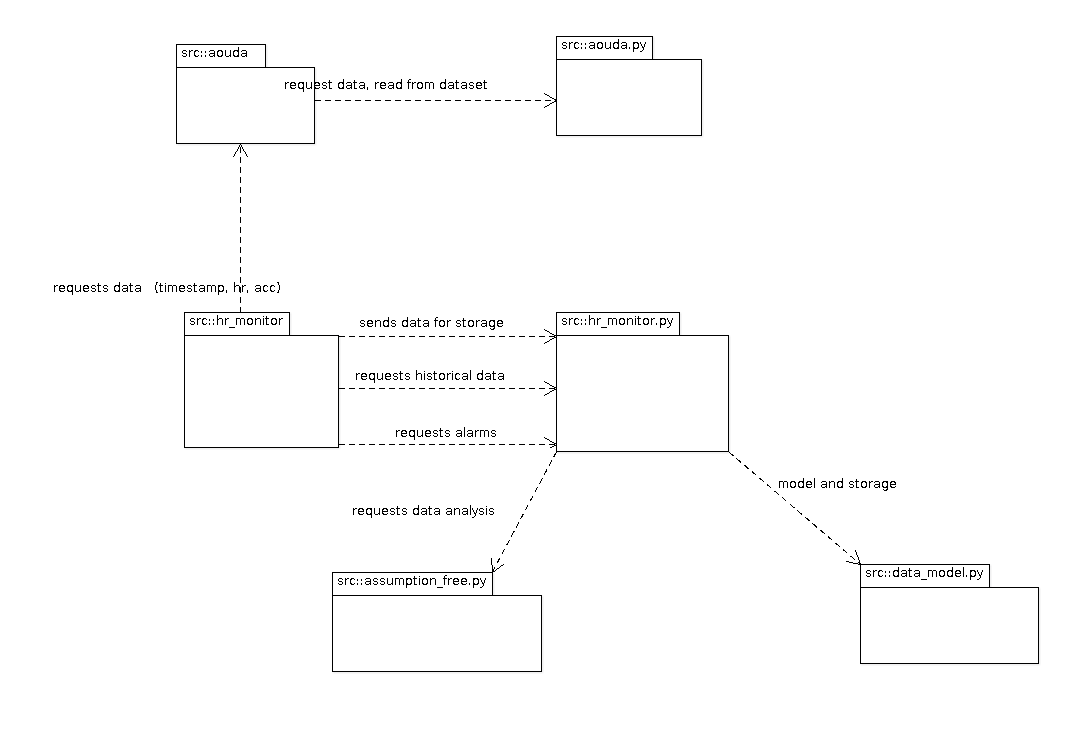 src::aouda
src::aouda.py
request data, read from dataset
requests data   (timestamp, hr, acc)
src::hr_monitor
sends data for storage
src::hr_monitor.py
requests historical data
requests alarms
model and storage
requests data analysis
src::assumption_free.py
src::data_model.py